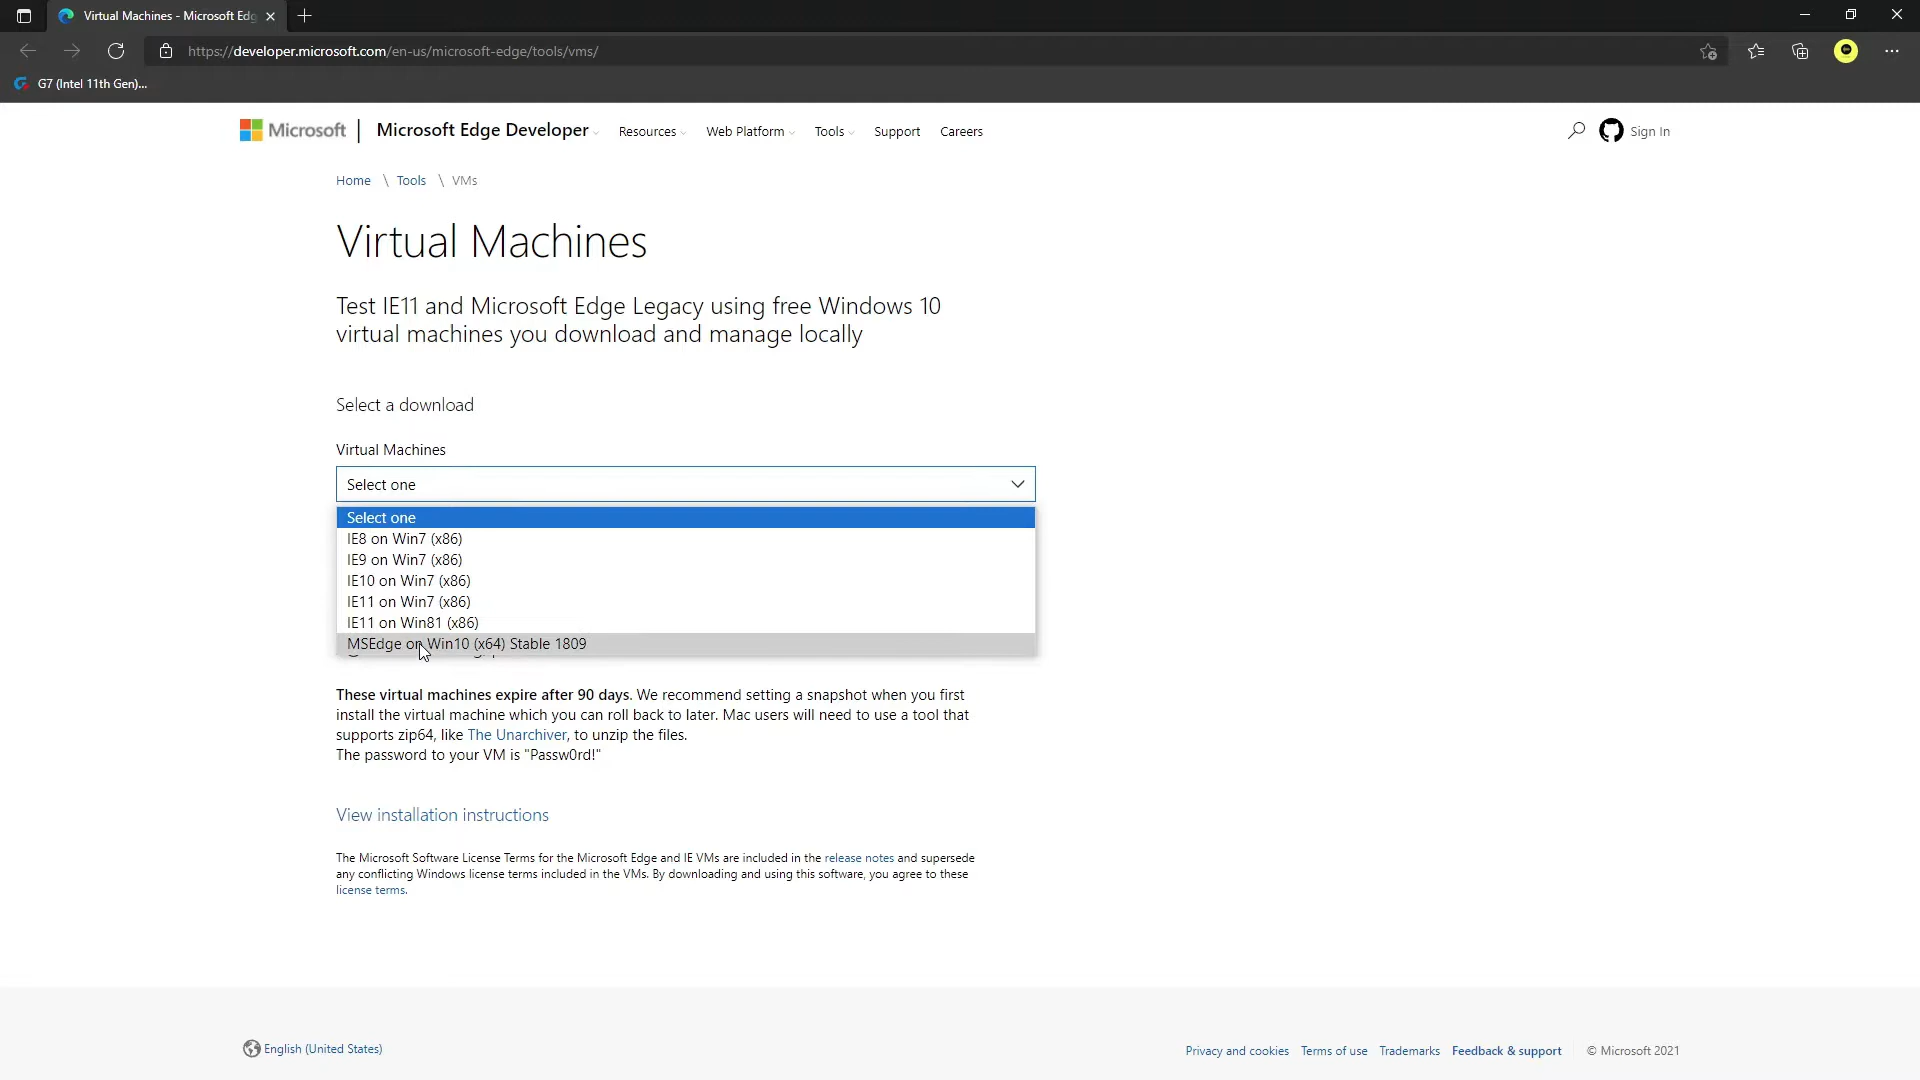 Virtual Machines - Microsoft Edg
https://developer.microsoft.com/en-us/microsoft-edge/tools/vms/
G7 (Intel 11th Gen)...
Microsoft
Microsoft Edge Developer
Resources
Web Platform
Tools
Support
Careers
Sign In
Home \ Tools \ VMs
Virtual Machines
Test IE11 and Microsoft Edge Legacy using free Windows 10
virtual machines you download and manage locally
Select a download
Virtual Machines
Select one
Select one
IE8 on Win7 (x86)
IE9 on Win7 (x86)
IE10 on Win7 (x86)
IE11 on Win7 (x86)
IE11 on Win81 (x86)
MSEdge on Win10 (x64) Stable 1809
These virtual machines expire after 90 days. We recommend setting a snapshot when you first
install the virtual machine which you can roll back to later. Mac users will need to use a tool that
supports zip64, like The Unarchiver, to unzip the files.
The password to your VM is "Passw0rd!"
View installation instructions
The Microsoft Software License Terms for the Microsoft Edge and IE VMs are included in the release notes and supersede
any conflicting Windows license terms included in the VMs. By downloading and using this software, you agree to these
license terms.
English (United States)
Privacy and cookies
Terms of use
Trademarks
Feedback & support
© Microsoft 2021